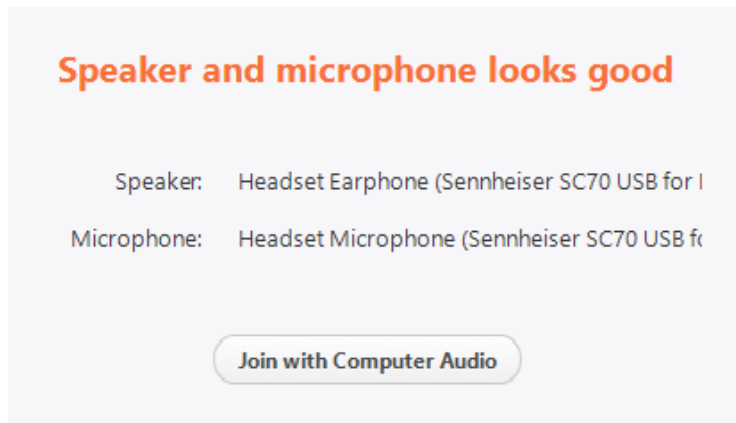 Speaker and microphone looks good
Speaker: Headset Earphone (Sennheiser SC70 USB for
Microphone: Headset Microphone (Sennheiser SC70 USB
Join with Computer Audio